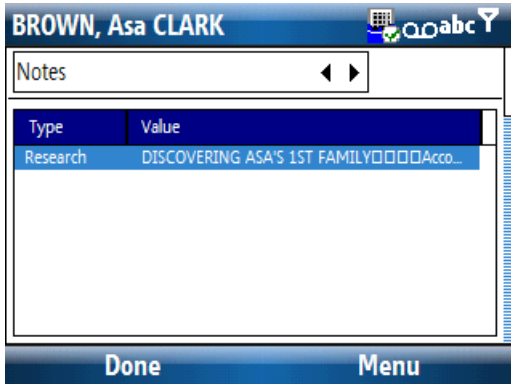 BROWN, Asa CLARK abc
Notes
Type Value
Research DISCOVERING ASA'S 1ST FAMILY□□□□Acco...
Done Menu